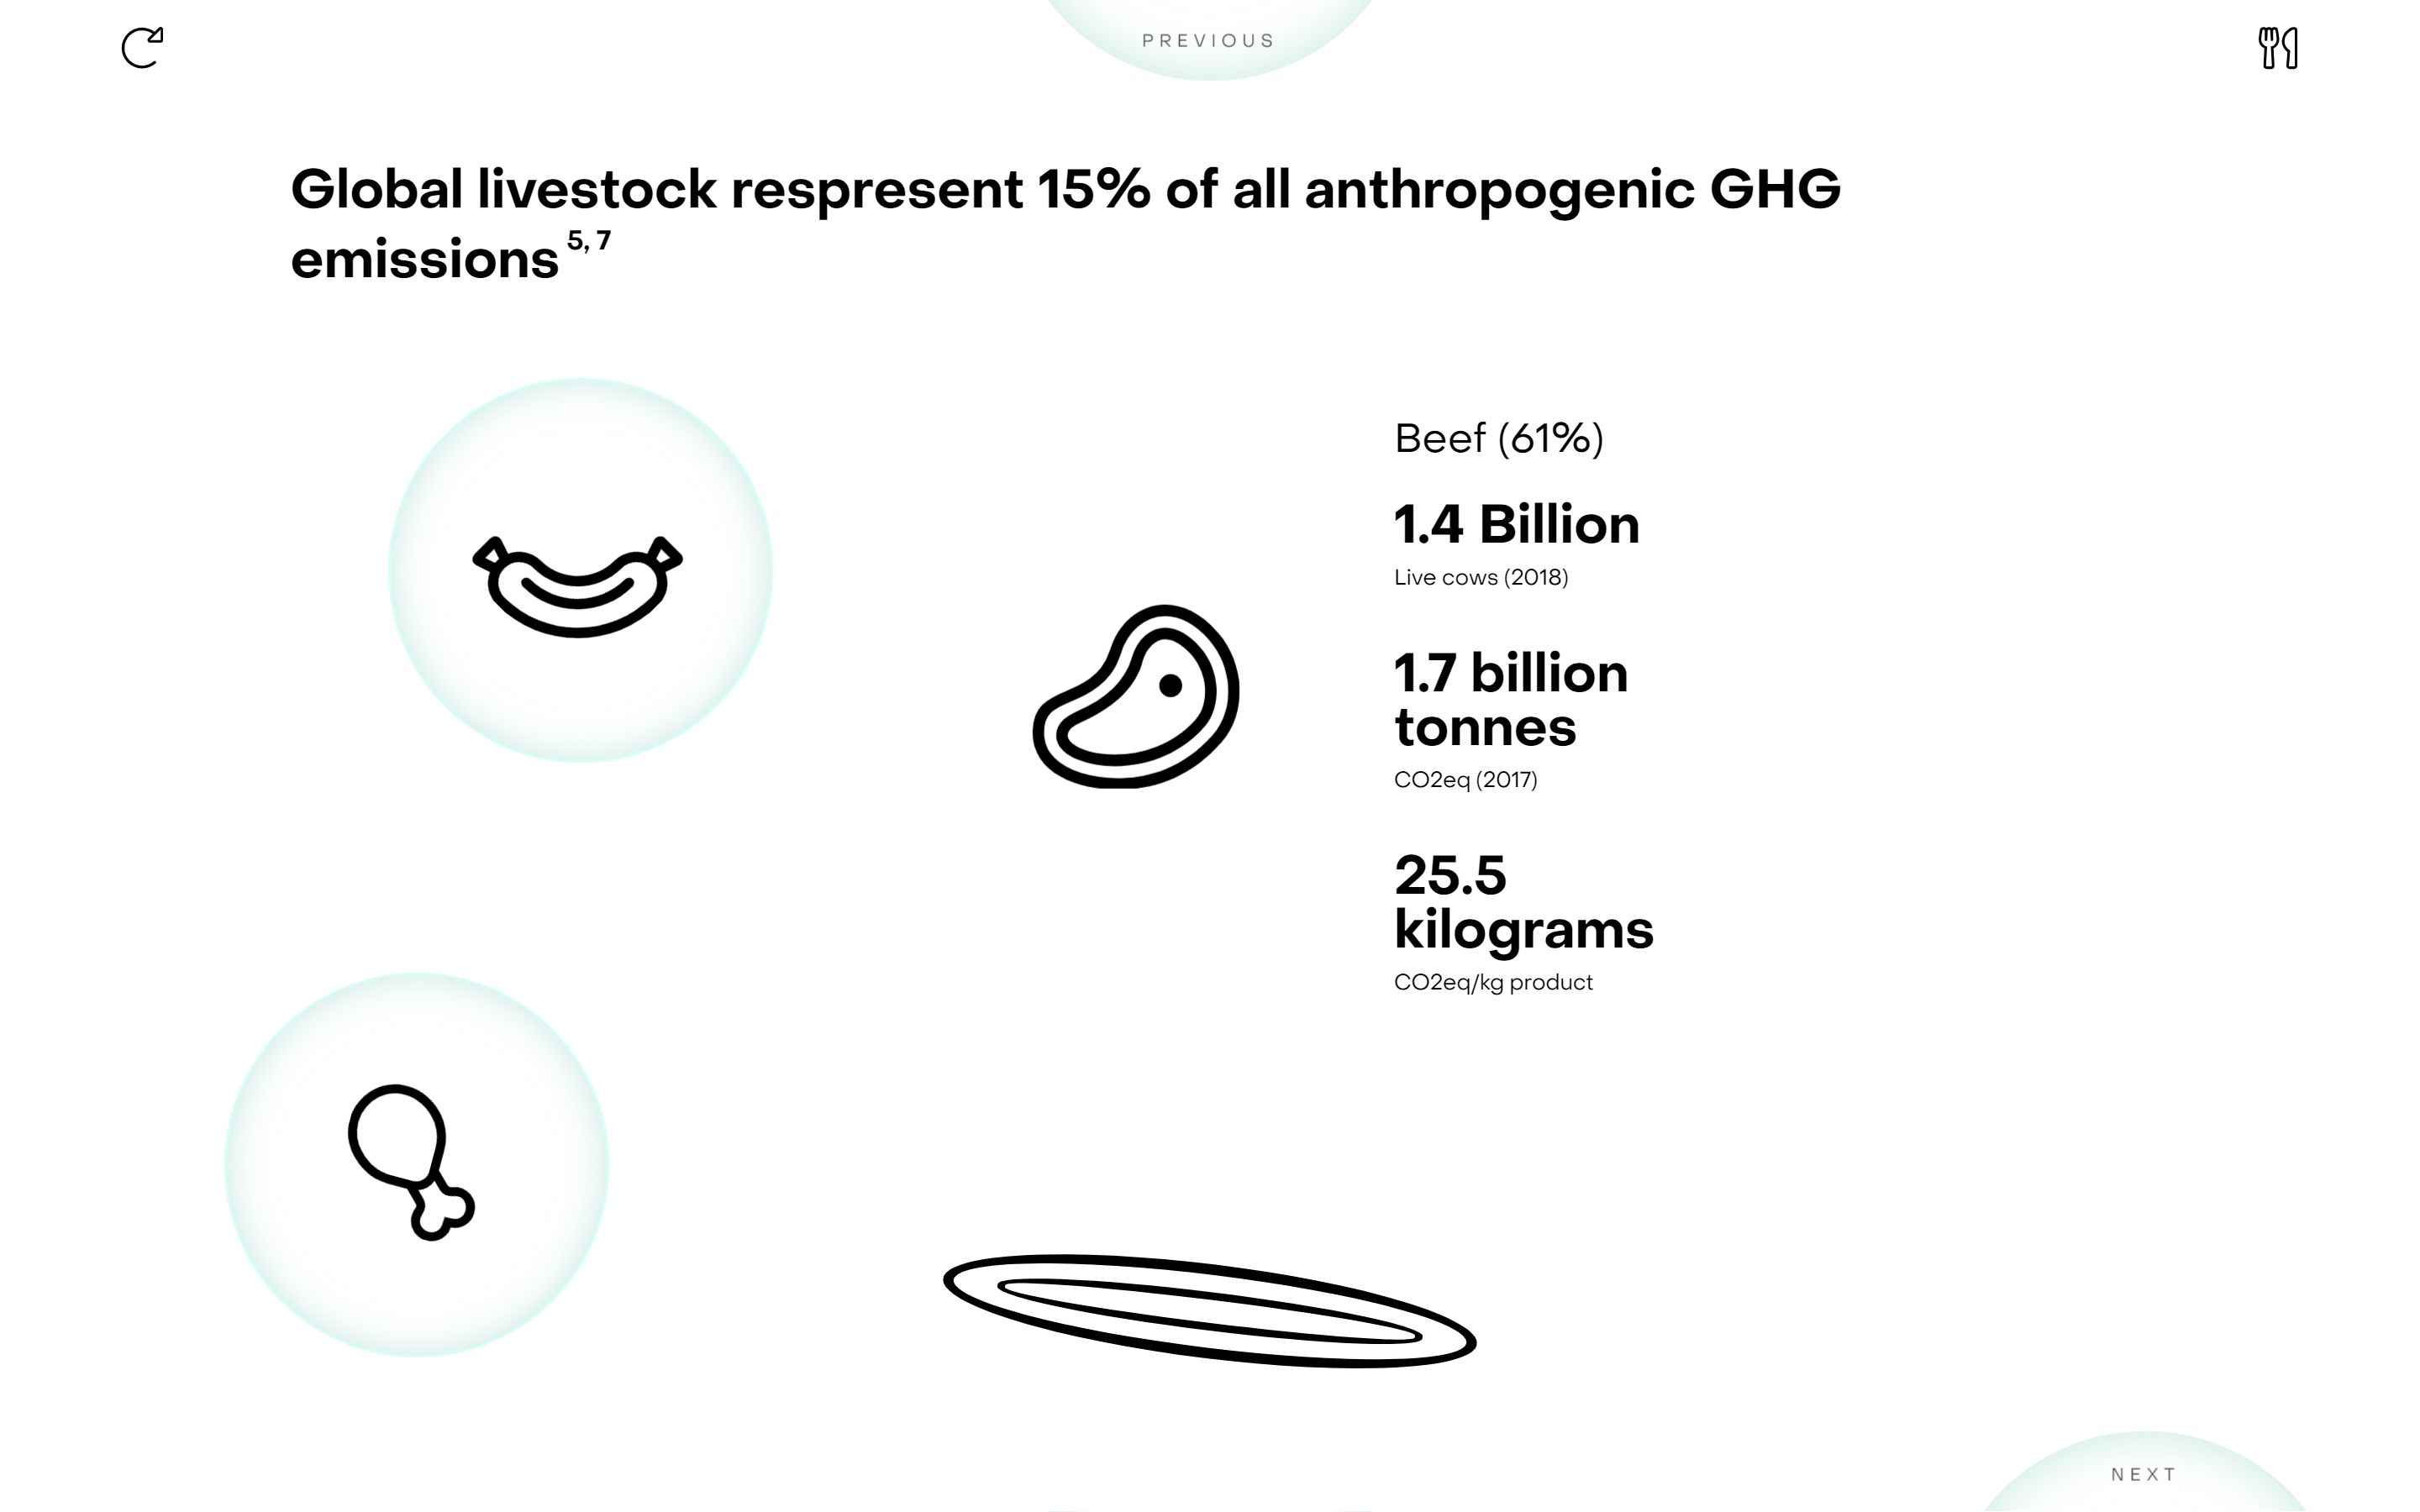 PREVIOUS
Global livestock respresent 15% of all anthropogenic GHG
emissions 5, 7
Beef (61%)
1.4 Billion
Live cows (2018)
1.7 billion
tonnes
CO2eq (2017)
25.5
kilograms
CO2eq/kg product
NEXT